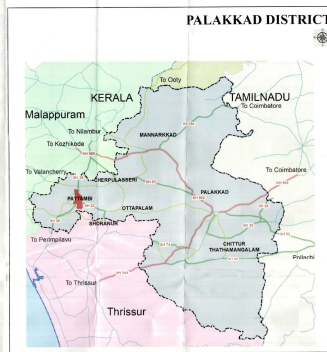 PALAKKAD DISTRICT
To Ooty
KERALA
TAMILNADU
To Coimbatore
Malappuram
To Nilambur
MANNARKKAD
To Kozhikode
To Valancherry
CHERPULASSERI
To Coimbatore
PATTAMBI
PALAKKAD
OTTAPALAM
SHORANUR
To Perimpilavu
CHITTUR
THATHAMANGALAM
Pollachi
To Thrissur
Thrissur